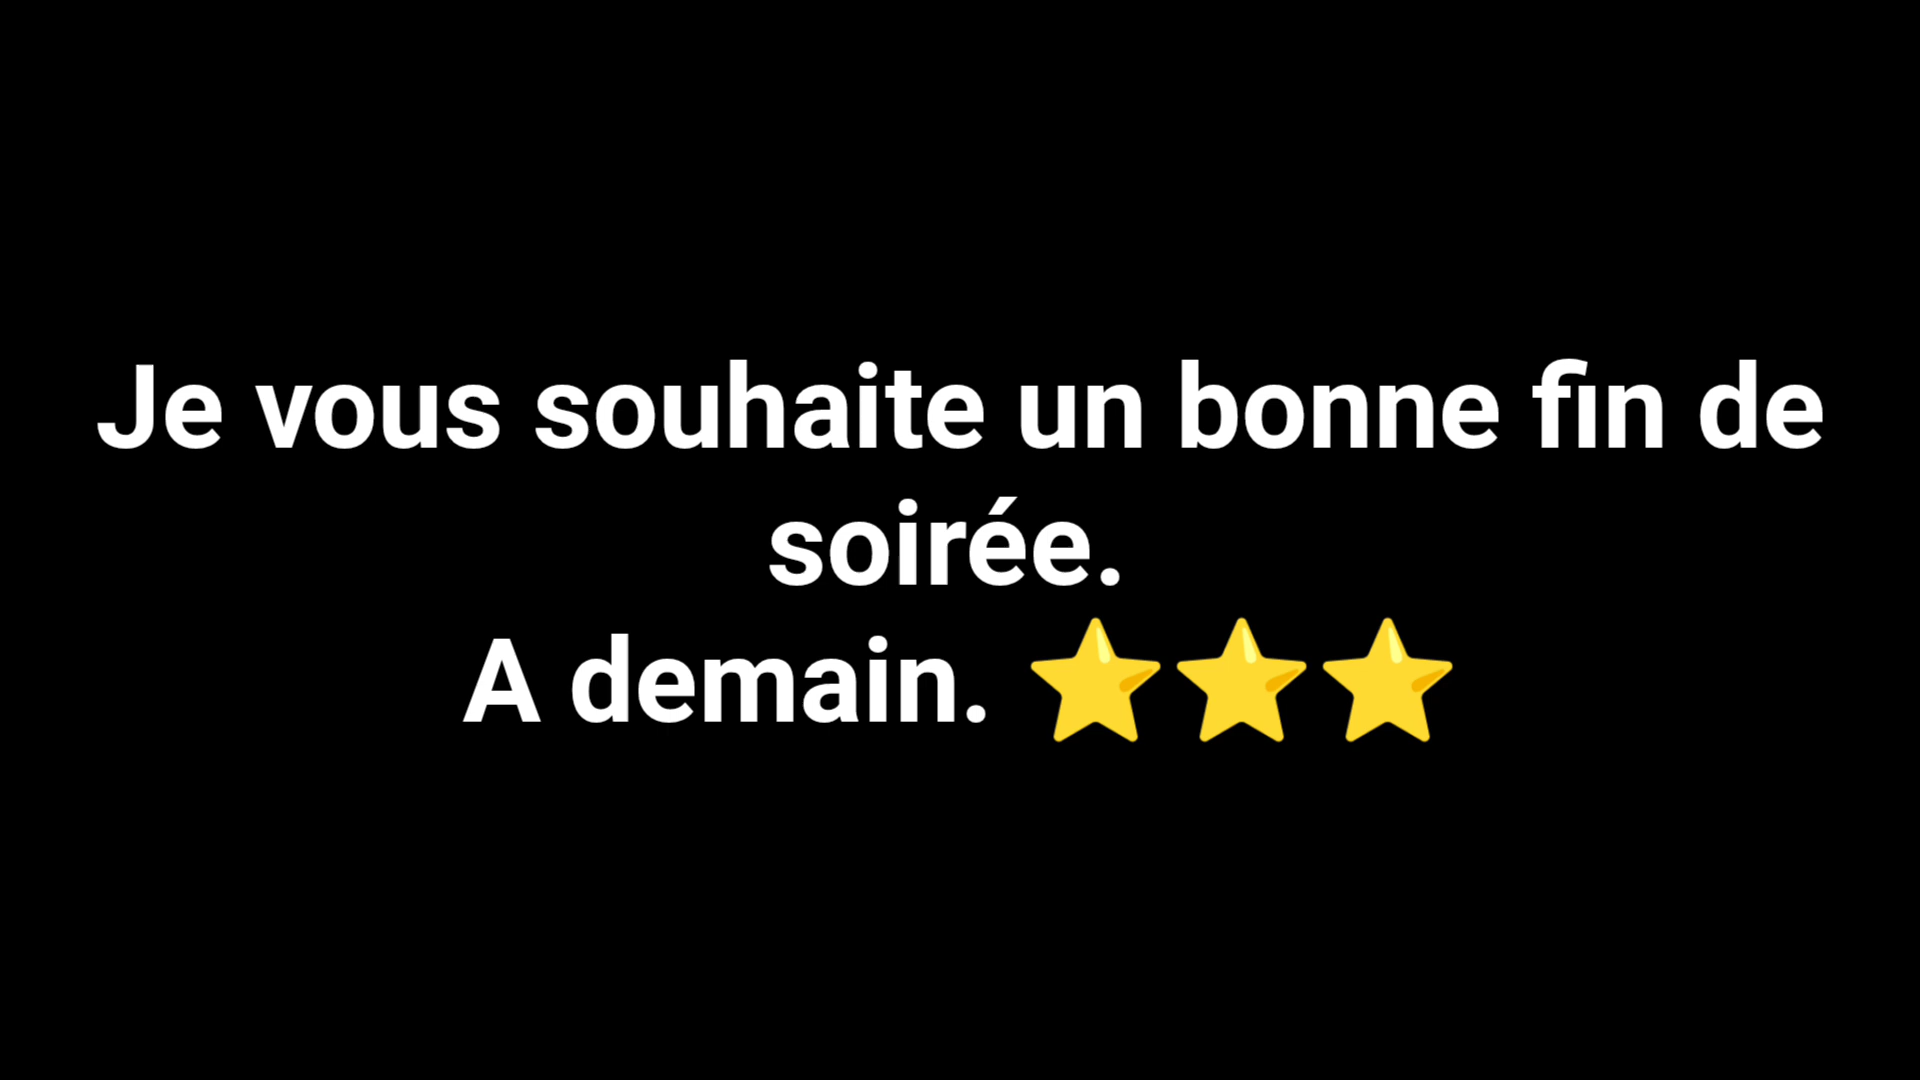 Je vous souhaite un bonne fin de
soirée.
A demain. ⭐⭐⭐